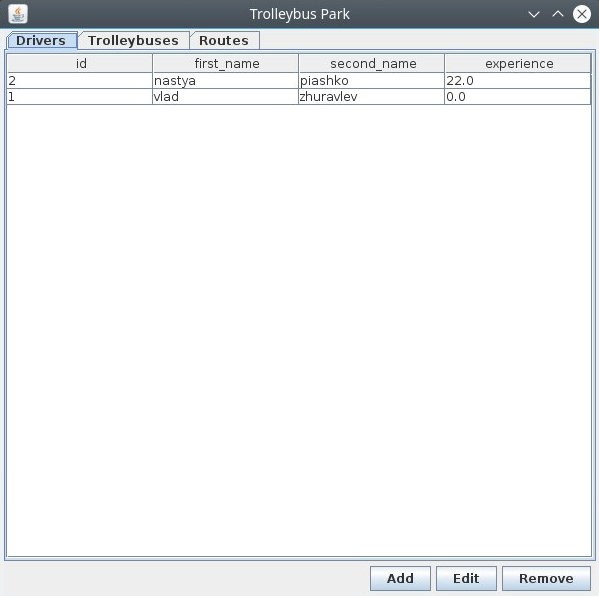 Trolleybus Park
Drivers Trolleybuses Routes
id first_name second_name experience
2 nastya piashko 22.0
1 vlad zhuravlev 0.0
Add Edit Remove